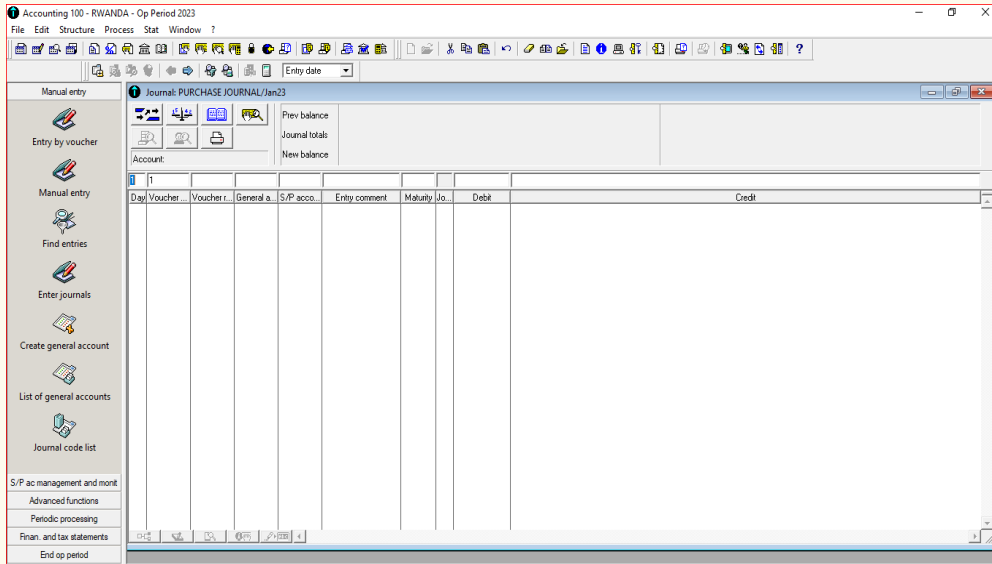 Accounting 100 - RWANDA - Op Period 2023
File Edit Structure Process Stat Window ?
Entry date
Manual entry
Journal: PURCHASE JOURNAL/Jan23
Prev balance
Entry by voucher
Journal totals
New balance
Account:
1 1
Manual entry
Day Voucher ... Voucher r... General a... S/P acco... Entry comment Maturity Jo... Debit Credit
Find entries
Enter journals
Create general account
List of general accounts
Journal code list
S/P ac management and monit
Advanced functions
Periodic processing
Finan. and tax statements
End op period